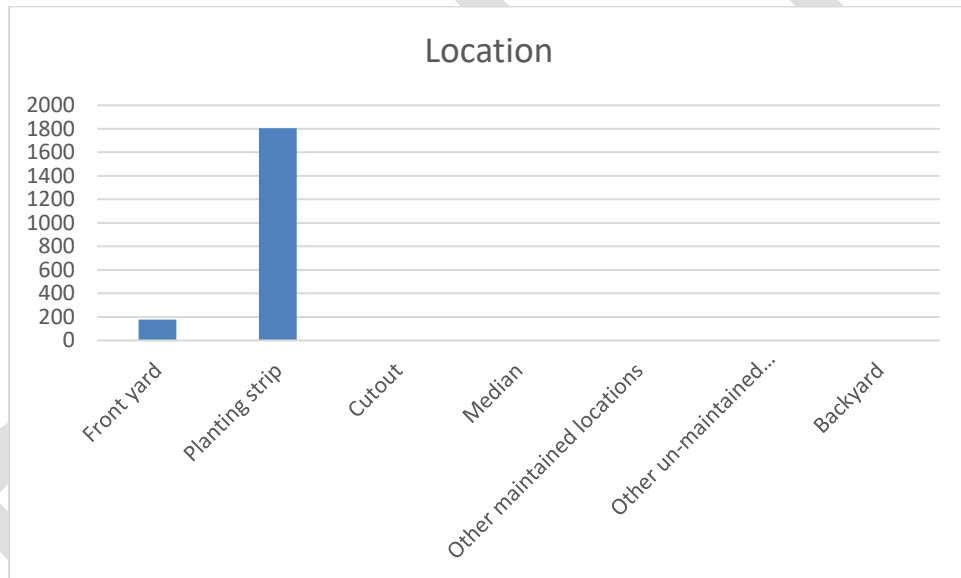 Location
2000
1800
1600
1400
1200
1000
800
600
400
200
0
Front yard
Planting strip
Cutout
Median
Other maintained locations
Other un-maintained...
Backyard